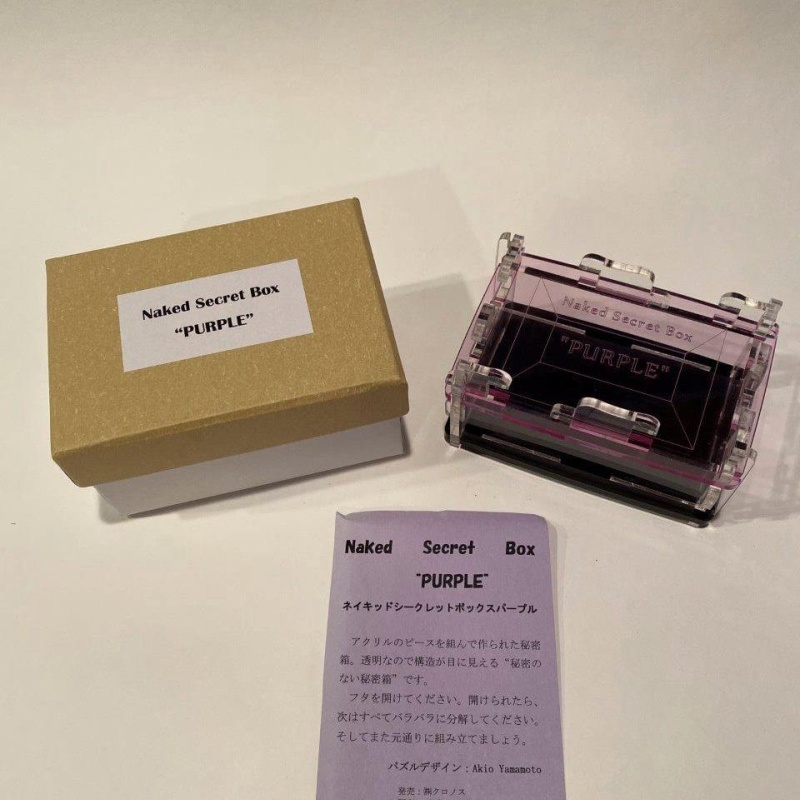 Naked Secret Box
"PURPLE"
Naked Secret Box
"PURPLE"
Naked Secret Box
"PURPLE"
ネイキッドシークレットボックスパープル
アクリルのピースを組んで作られた秘密
箱。透明なので構造が目に見える“秘密の
ない秘密箱”です。
フタを開けてください。開けられたら、
次はすべてバラバラに分解してください。
そしてまた元通りに組み立てましょう。
パズルデザイン：Akio Yamamoto
発売：㈱クロノス